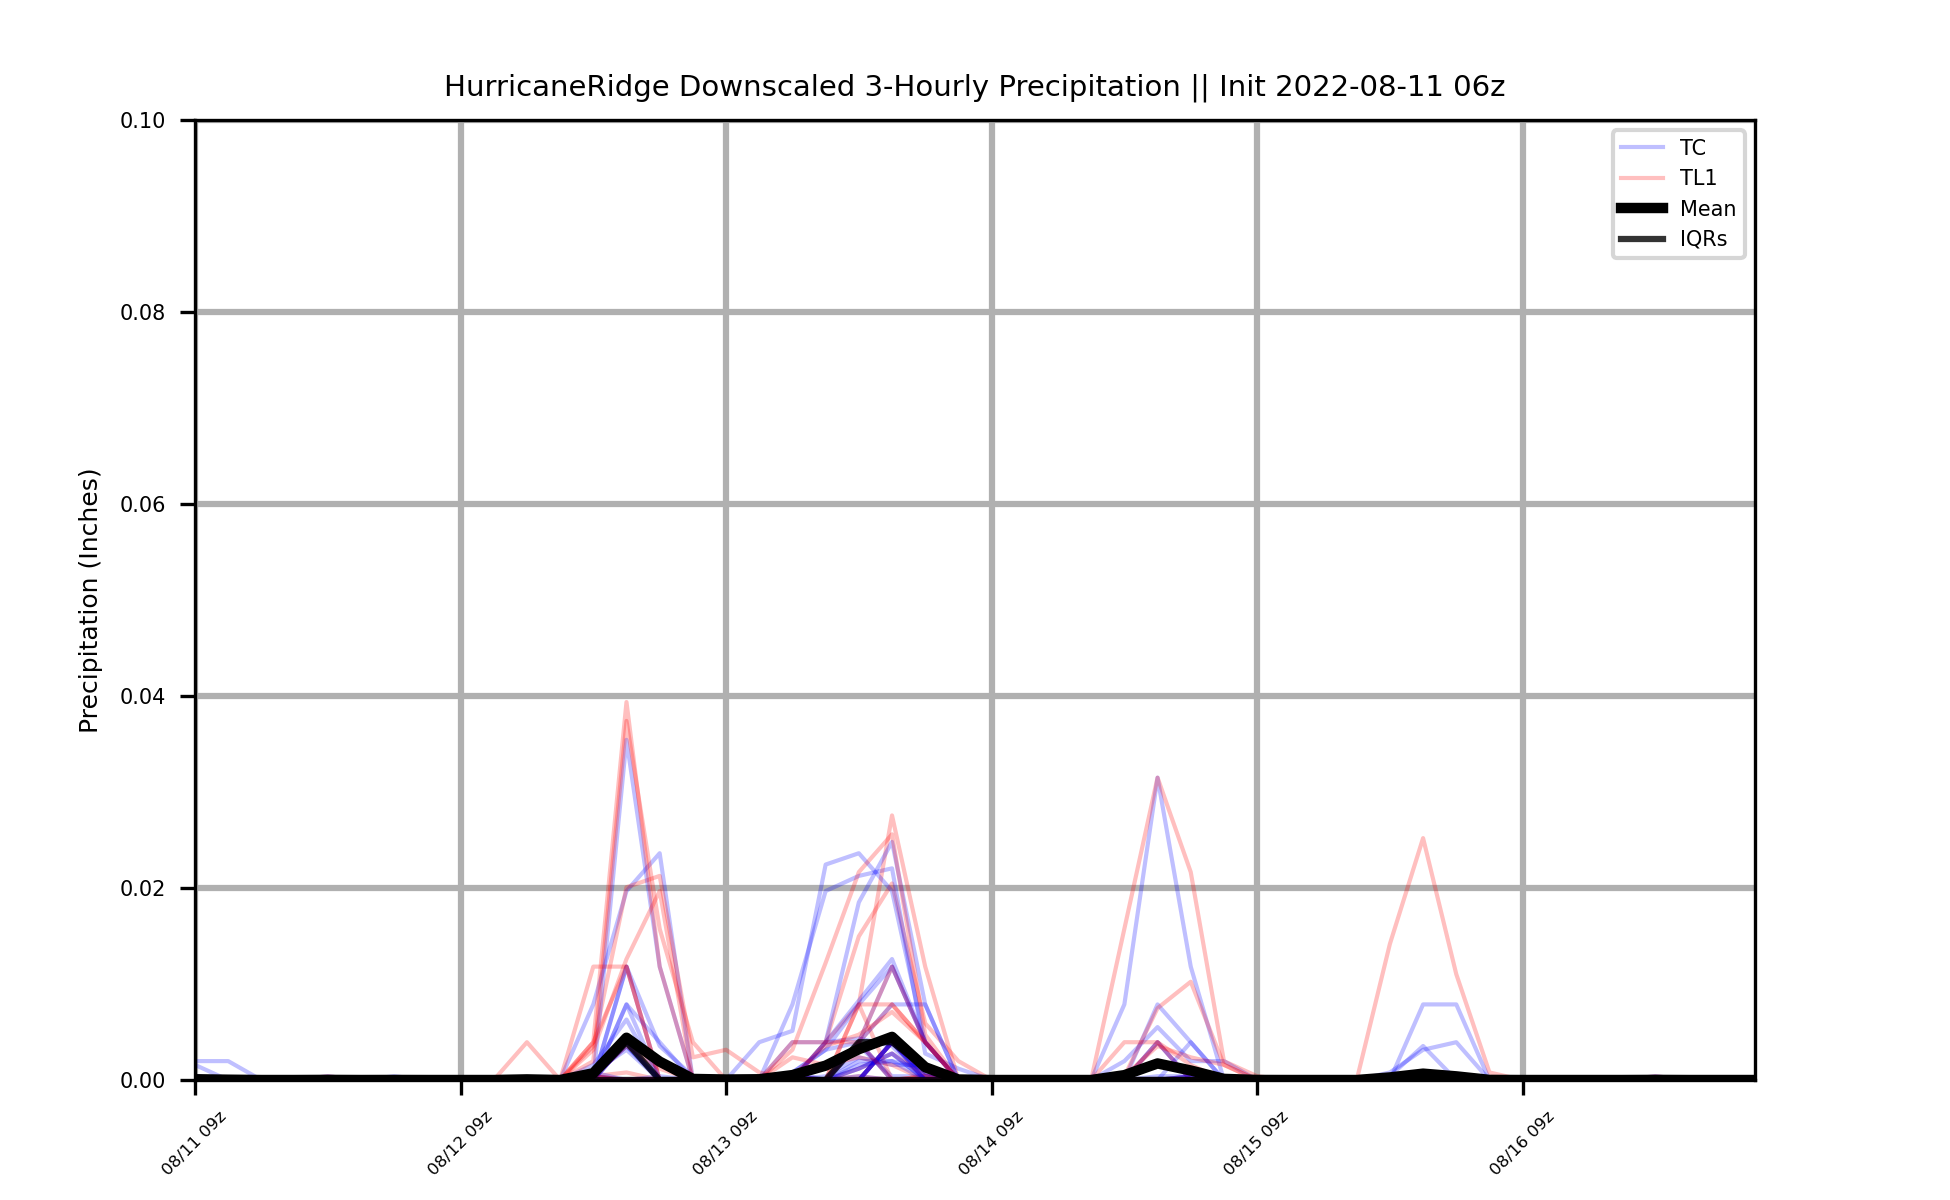 HurricaneRidge Downscaled 3-Hourly Precipitation || Init 2022-08-11 06z
0.10
0.08
0.06
0.04
0.02
0.00
Precipitation (Inches)
TC
TL1
Mean
IQRs
08/11 09z
08/12 09z
08/13 09z
08/14 09z
08/15 09z
08/16 09z